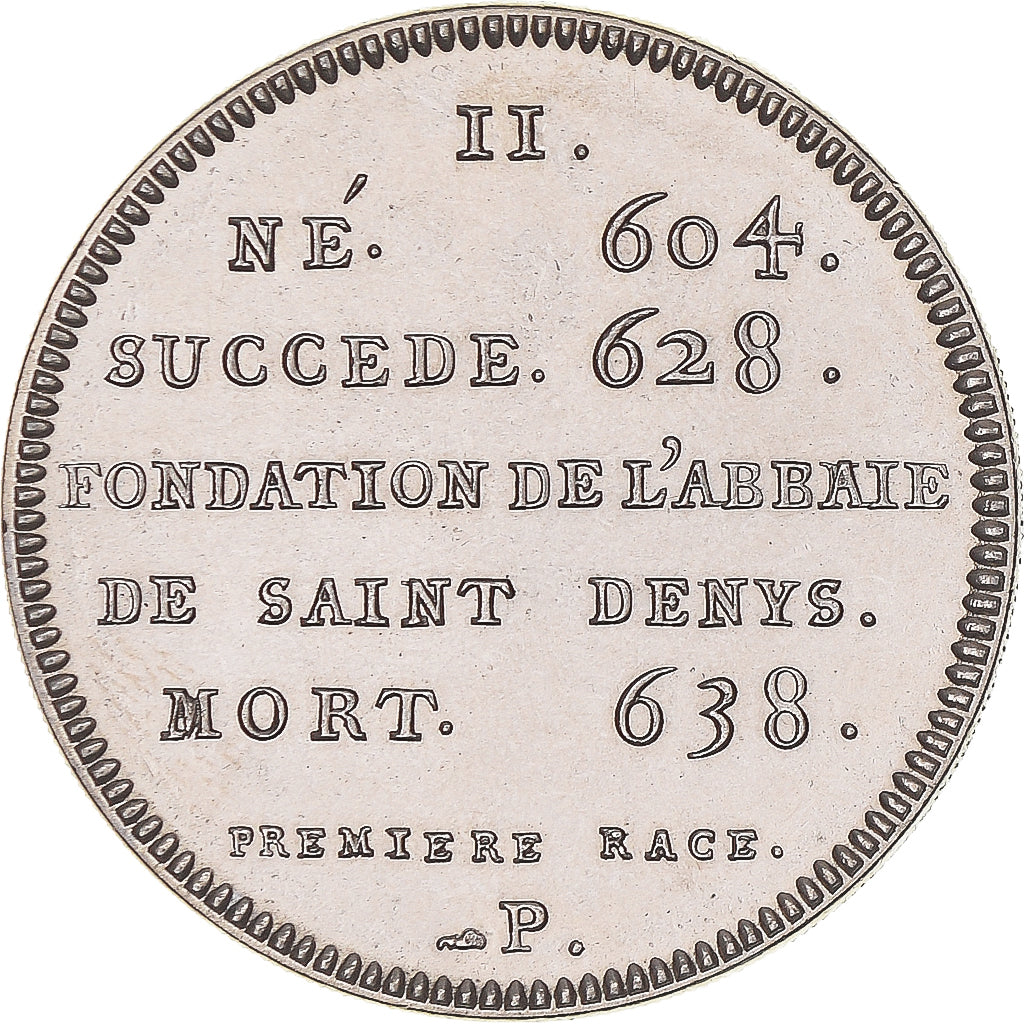 II.
NÉ. 604.
SUCCEDE. 628.
FONDATION DE L'ABBAIE
DE SAINT DENYS.
MORT. 638.
PREMIERE RACE.
P.